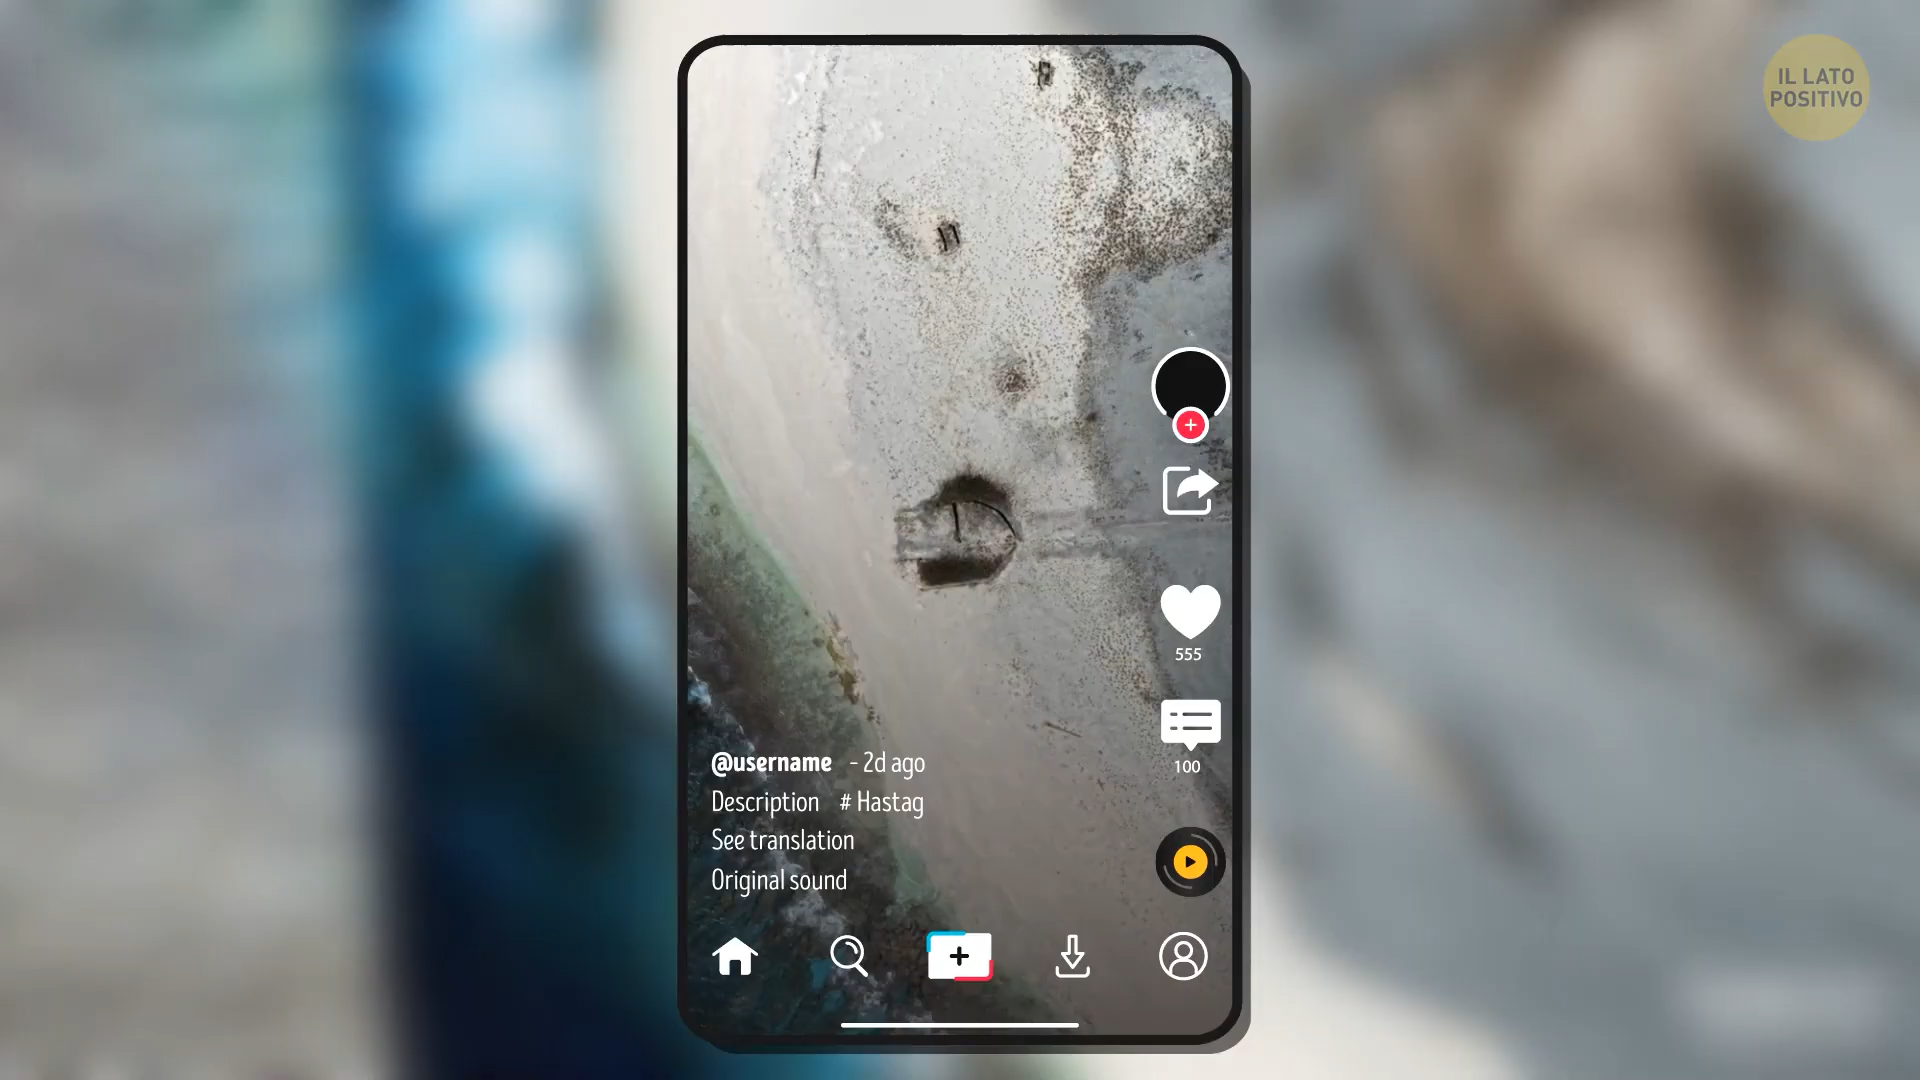 IL LATO
POSITIVO
555
100
@username - 2d ago
Description # Hastag
See translation
Original sound